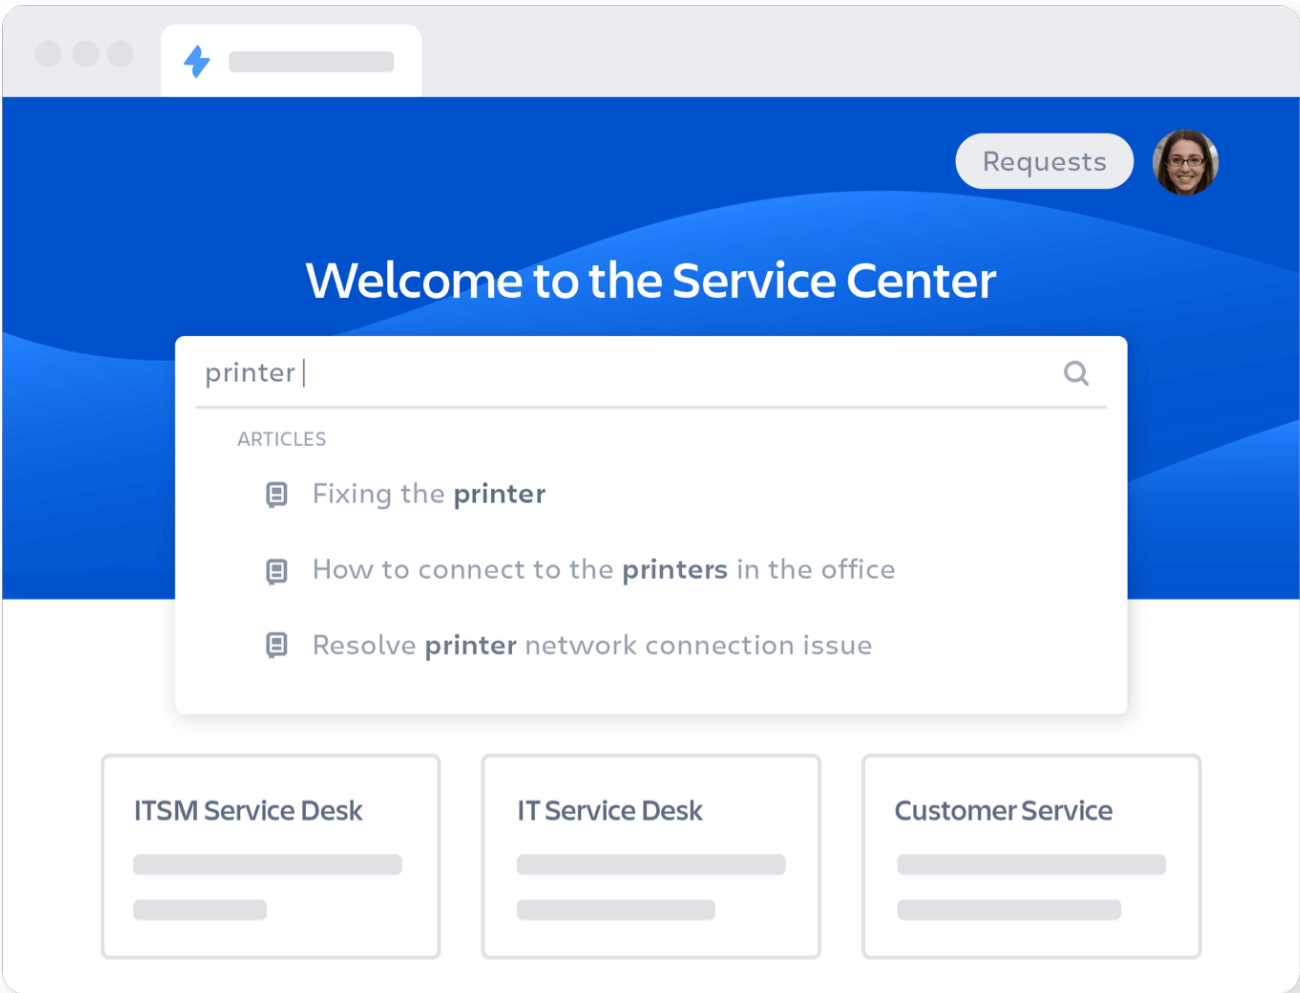 Requests
Welcome to the Service Center
printer
ARTICLES
Fixing the printer
How to connect to the printers in the office
Resolve printer network connection issue
ITSM Service Desk
IT Service Desk
Customer Service